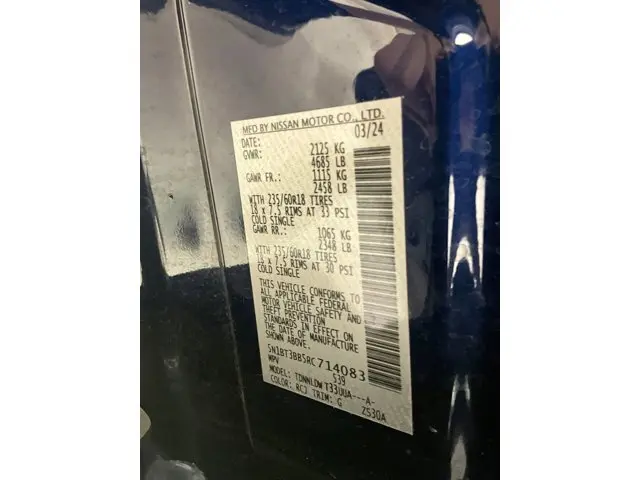 MFD BY NISSAN MOTOR CO., LTD.
DATE: 03/24
GVWR: 2125 KG
4685 LB
GAWR FR.: 1115 KG
2458 LB
WITH 235/60R18 TIRES
18 x 7.5 RIMS AT 33 PSI
COLD SINGLE
GAWR RR.: 1065 KG
2348 LB
WITH 235/60R18 TIRES
18 x 7.5 RIMS AT 30 PSI
COLD SINGLE
THIS VEHICLE CONFORMS TO
ALL APPLICABLE FEDERAL
MOTOR VEHICLE SAFETY AND
THEFT PREVENTION
STANDARDS IN EFFECT ON
THE DATE OF MANUFACTURE
SHOWN ABOVE.
5N1BT3BB5RC714083
MPV S39
MODEL: TDNNLDWT33UUA---A-
COLOR: RCJ TRIM: G ZS30A